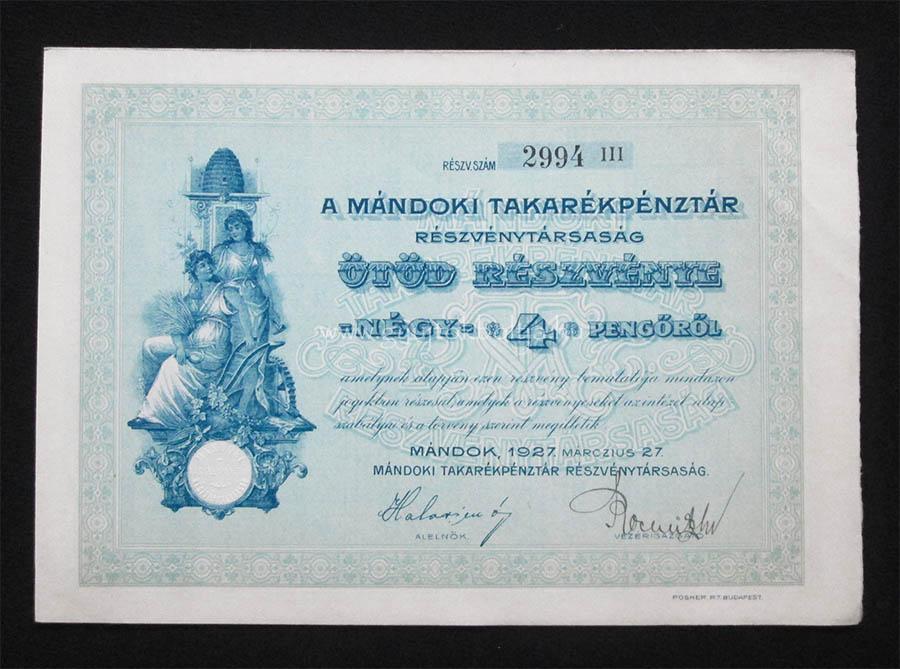 RÉSZV. SZÁM 2994 III
A MÁNDOKI TAKARÉKPÉNZTÁR
RÉSZVÉNYTÁRSASÁG
ÖTÖD RÉSZVÉNYE
NÉGY 4 PENGŐRŐL
amelynek alapján ezen részvény bemutatója mindazon
jogokban részesül, amelyek a részvényeseket az intézet alap-
szabályai és a törvény szerint megilletik.
MÁNDOK, 1927. MÁRCZIUS 27.
MÁNDOKI TAKARÉKPÉNZTÁR RÉSZVÉNYTÁRSASÁG.
ALELNÖK.
VEZÉRIGAZGATÓ
POSNER R.T. BUDAPEST.